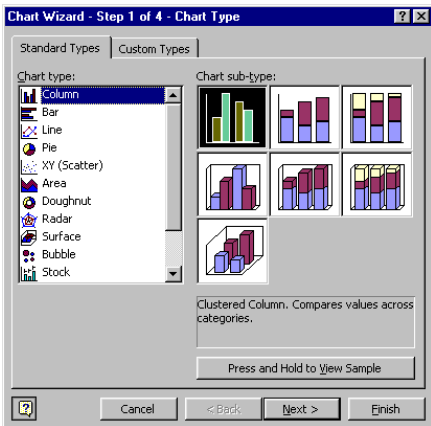 Chart Wizard - Step 1 of 4 - Chart Type
Standard Types
Custom Types
Chart type:
Column
Bar
Line
Pie
XY (Scatter)
Area
Doughnut
Radar
Surface
Bubble
Stock
Chart sub-type:
Clustered Column. Compares values across
categories.
Press and Hold to View Sample
Cancel
< Back
Next >
Finish